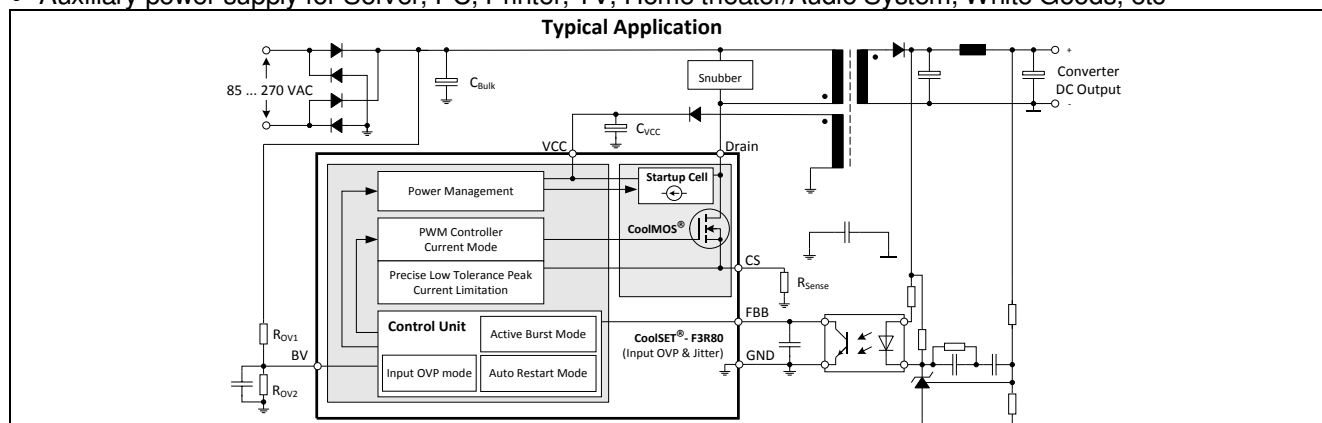 • Auxiliary power supply for Server, PC, Printer, TV, Home theater/Audio System, White Goods, etc
Typical Application
+
Snubber
Converter
DC Output
-
85 ... 270 VAC
CBulk
CVCC
VCC
Drain
Startup Cell
Power Management
CoolMOS®
PWM Controller
Current Mode
CS
Precise Low Tolerance Peak
Current Limitation
RSense
FBB
Control Unit
Active Burst Mode
CoolSET®- F3R80
(Input OVP & Jitter)
ROV1
BV
GND
Input OVP mode
Auto Restart Mode
ROV2